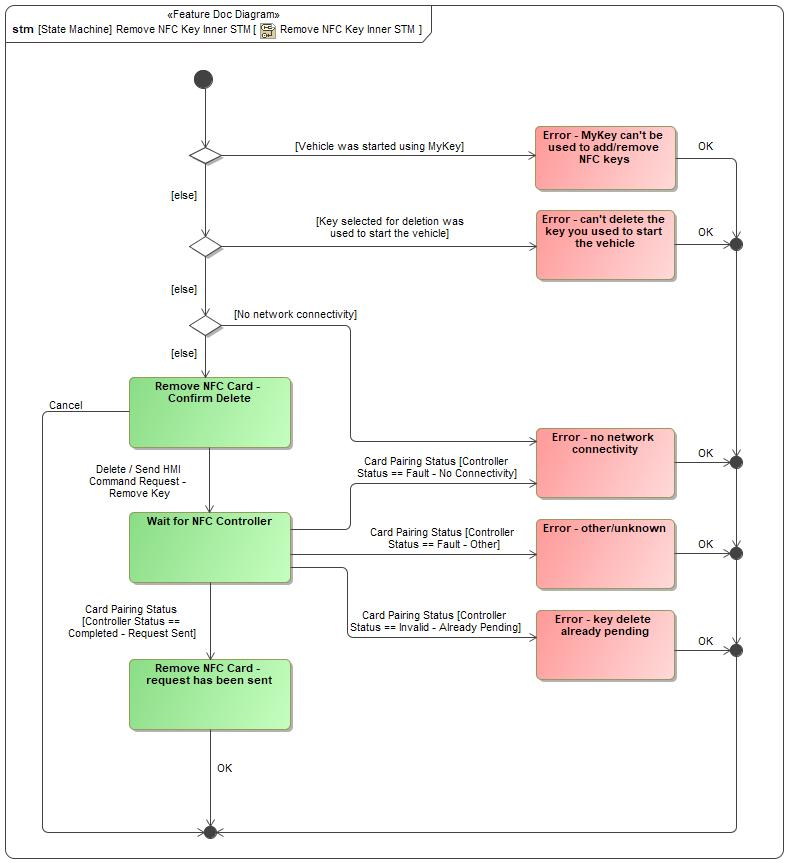 «Feature Doc Diagram»
stm [State Machine] Remove NFC Key Inner STM [ Remove NFC Key Inner STM ]
[Vehicle was started using MyKey]
Error - MyKey can't be
used to add/remove
NFC keys
OK
[else]
[Key selected for deletion was
used to start the vehicle]
Error - can't delete the
key you used to start
the vehicle
OK
[else]
[No network connectivity]
[else]
Remove NFC Card -
Confirm Delete
Cancel
Error - no network
connectivity
OK
Delete / Send HMI
Command Request -
Remove Key
Card Pairing Status [Controller
Status == Fault - No Connectivity]
Wait for NFC Controller
Card Pairing Status [Controller
Status == Fault - Other]
Error - other/unknown
OK
Card Pairing Status
[Controller Status ==
Completed - Request Sent]
Card Pairing Status [Controller
Status == Invalid - Already Pending]
Error - key delete
already pending
OK
Remove NFC Card -
request has been sent
OK